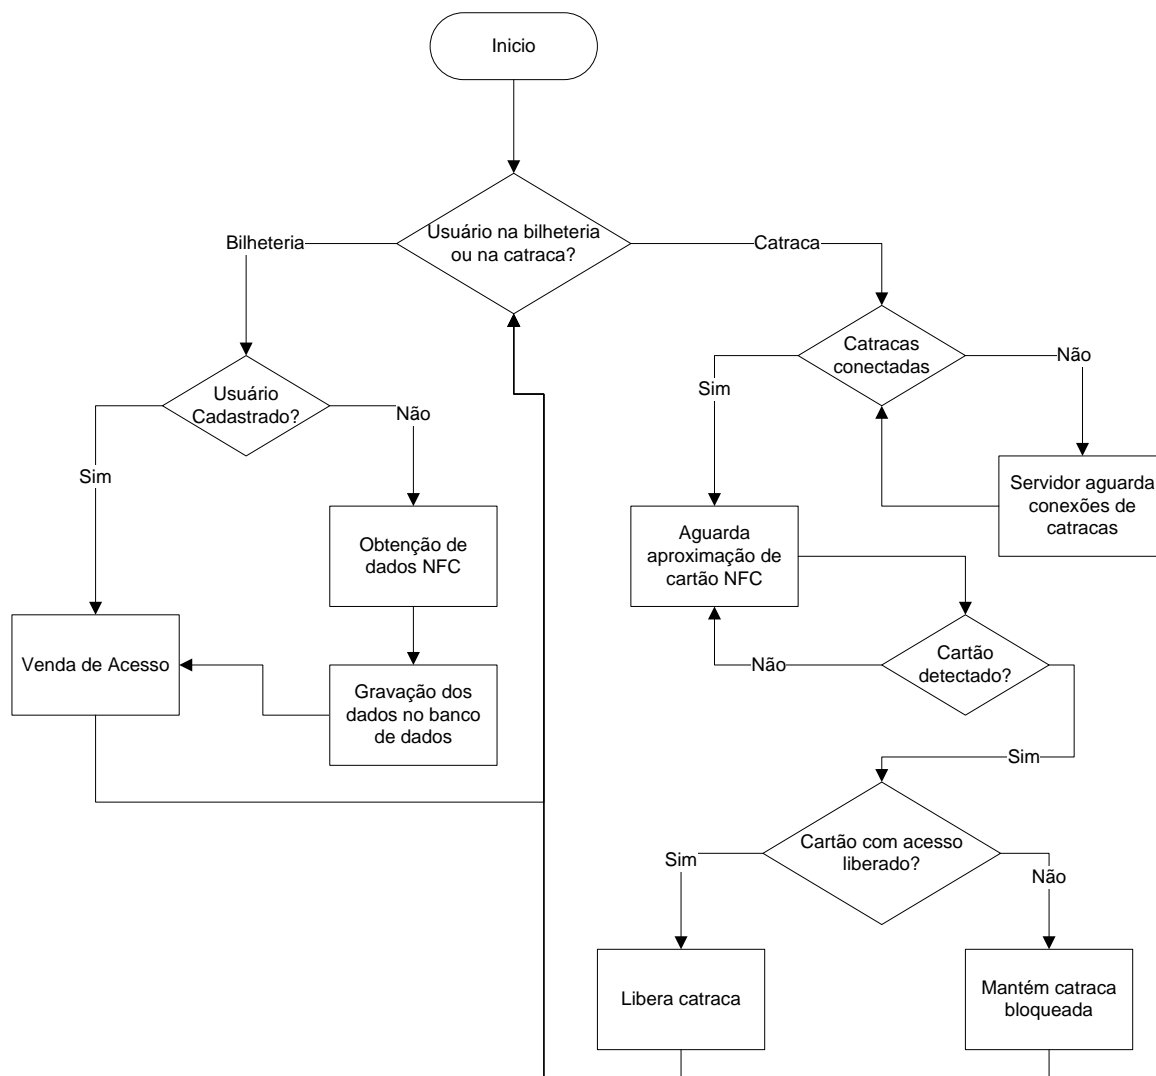 Inicio
Usuário na bilheteria
ou na catraca?
Bilheteria
Catraca
Usuário
Cadastrado?
Sim
Não
Obtenção de
dados NFC
Venda de Acesso
Gravação dos
dados no banco
de dados
Catracas
conectadas
Sim
Não
Servidor aguarda
conexões de
catracas
Aguarda
aproximação de
cartão NFC
Cartão
detectado?
Não
Sim
Cartão com acesso
liberado?
Sim
Não
Libera catraca
Mantém catraca
bloqueada